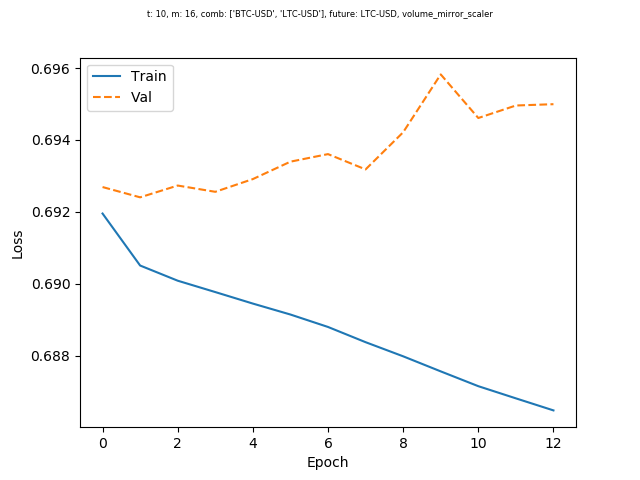 t: 10, m: 16, comb: ['BTC-USD', 'LTC-USD'], future: LTC-USD, volume_mirror_scaler
0.696
Train
Val
0.694
0.692
0.690
0.688
Loss
0 2 4 6 8 10 12
Epoch